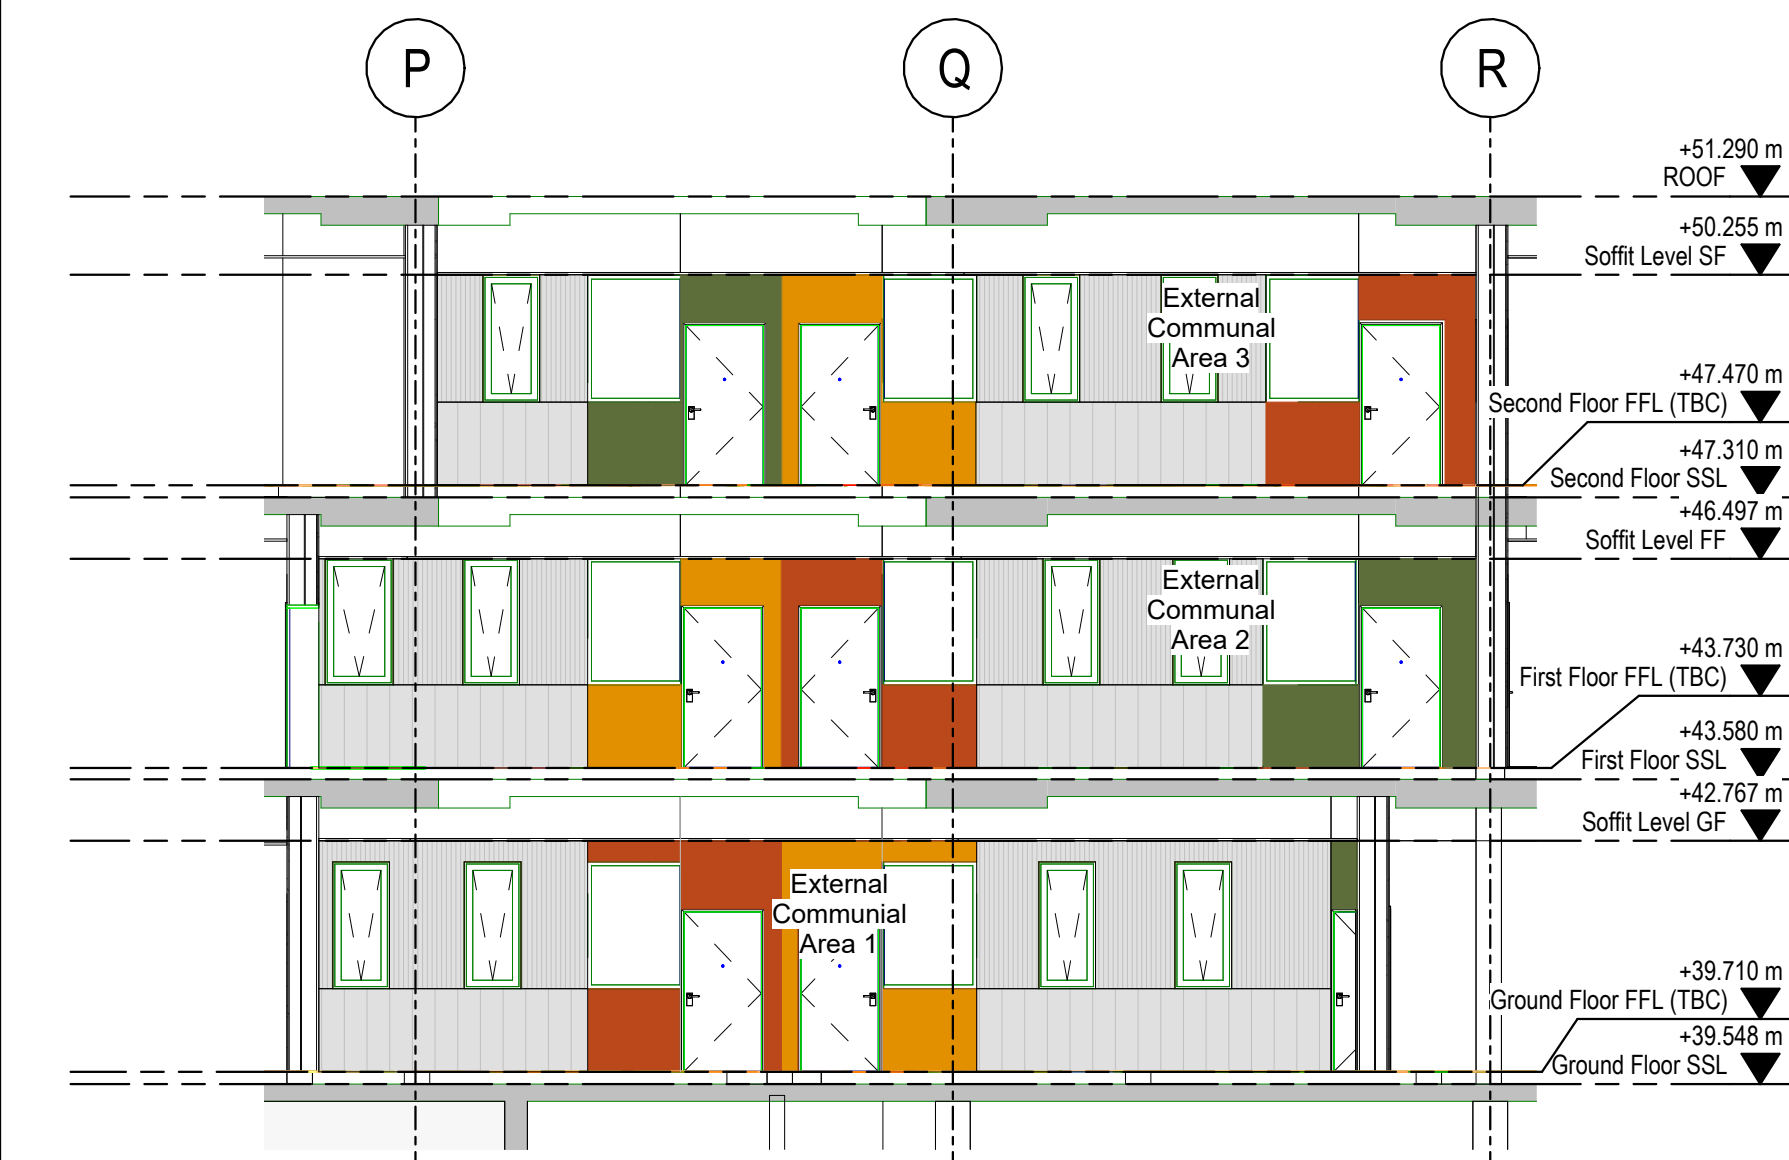 P
Q
R
+51.290 m
ROOF
+50.255 m
Soffit Level SF
External
Communal
Area 3
+47.470 m
Second Floor FFL (TBC)
+47.310 m
Second Floor SSL
+46.497 m
Soffit Level FF
External
Communal
Area 2
+43.730 m
First Floor FFL (TBC)
+43.580 m
First Floor SSL
+42.767 m
Soffit Level GF
External
Communial
Area 1
+39.710 m
Ground Floor FFL (TBC)
+39.548 m
Ground Floor SSL